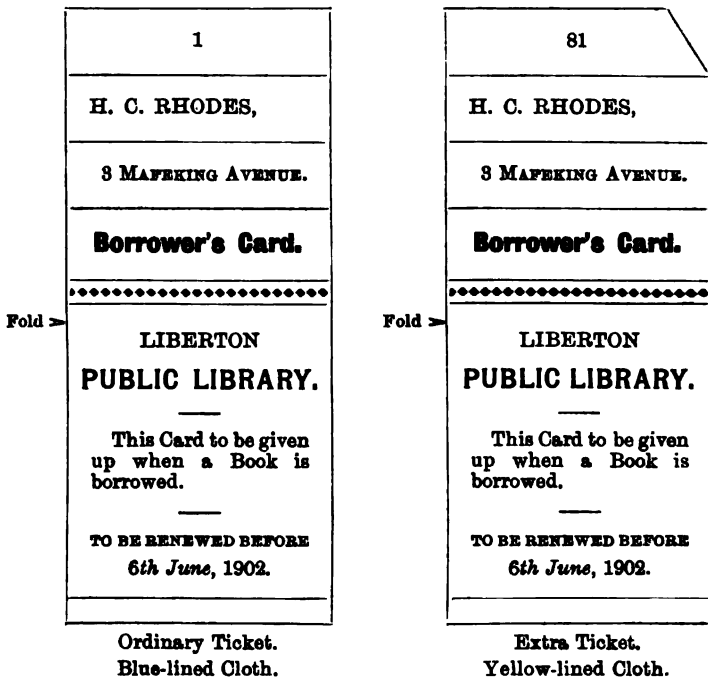 1
H. C. RHODES,
3 MAFEKING AVENUE.
Borrower's Card.
Fold >
LIBERTON
PUBLIC LIBRARY.
This Card to be given
up when a Book is
borrowed.
TO BE RENEWED BEFORE
6th June, 1902.
Ordinary Ticket.
Blue-lined Cloth.
81
H. C. RHODES,
3 MAFEKING AVENUE.
Borrower's Card.
Fold >
LIBERTON
PUBLIC LIBRARY.
This Card to be given
up when a Book is
borrowed.
TO BE RENEWED BEFORE
6th June, 1902.
Extra Ticket.
Yellow-lined Cloth.